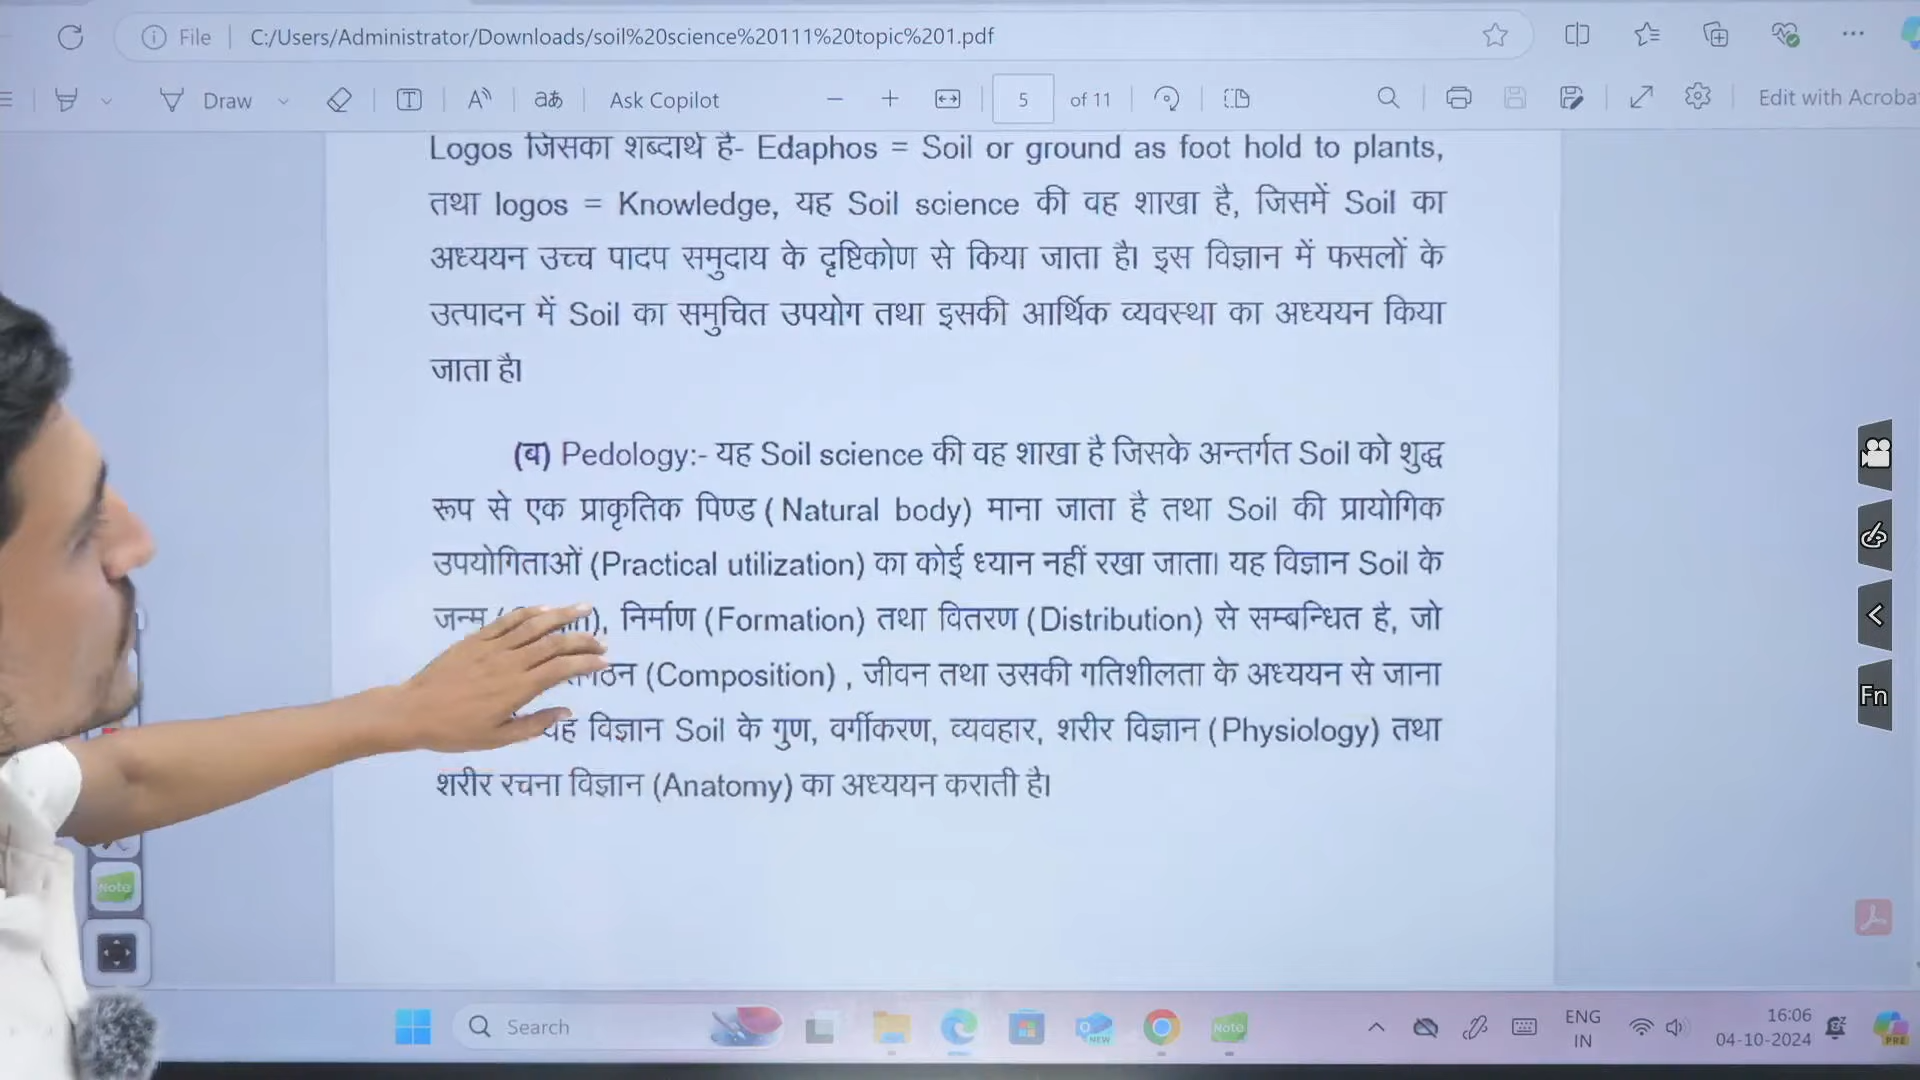 File C:/Users/Administrator/Downloads/soil%20science%20111%20topic%201.pdf
Draw Ask Copilot 5 of 11 Edit with Acroba
Logos जिसका शब्दार्थ है- Edaphos = Soil or ground as foot hold to plants,
तथा logos = Knowledge, यह Soil science की वह शाखा है, जिसमें Soil का
अध्ययन उच्च पादप समुदाय के दृष्टिकोण से किया जाता है। इस विज्ञान में फसलों के
उत्पादन में Soil का समुचित उपयोग तथा इसकी आर्थिक व्यवस्था का अध्ययन किया
जाता है।
(ब) Pedology:- यह Soil science की वह शाखा है जिसके अन्तर्गत Soil को शुद्ध
रूप से एक प्राकृतिक पिण्ड ( Natural body) माना जाता है तथा Soil की प्रायोगिक
उपयोगिताओं (Practical utilization) का कोई ध्यान नहीं रखा जाता। यह विज्ञान Soil के
जन्म निर्माण (Formation) तथा वितरण (Distribution) से सम्बन्धित है, जो
(Composition) , जीवन तथा उसकी गतिशीलता के अध्ययन से जाना
यह विज्ञान Soil के गुण, वर्गीकरण, व्यवहार, शरीर विज्ञान (Physiology) तथा
शरीर रचना विज्ञान (Anatomy) का अध्ययन कराती है।
Fn
Note
Search NEW Note ENG IN 16:06 04-10-2024 PRE